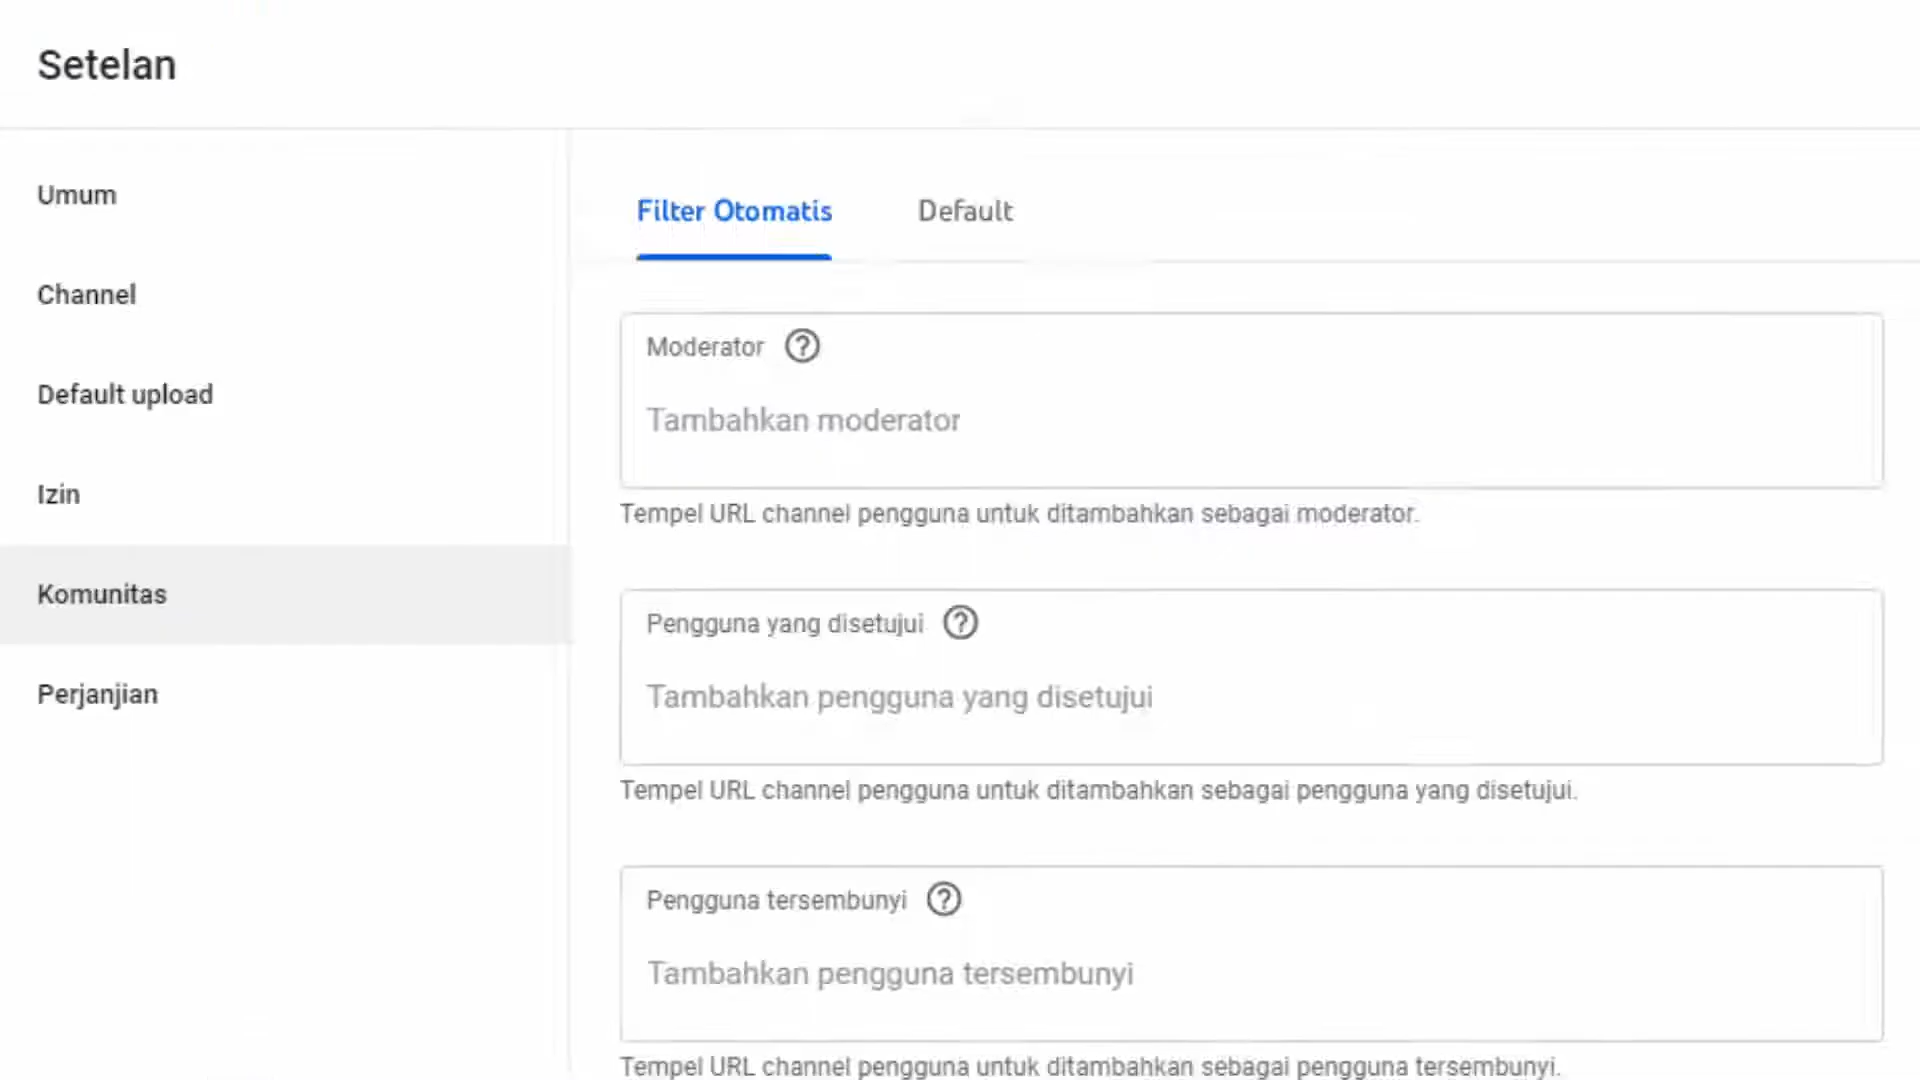 Setelan
Umum
Channel
Default upload
Izin
Komunitas
Perjanjian
Filter Otomatis
Default
Moderator
Tambahkan moderator
Tempel URL channel pengguna untuk ditambahkan sebagai moderator.
Pengguna yang disetujui
Tambahkan pengguna yang disetujui
Tempel URL channel pengguna untuk ditambahkan sebagai pengguna yang disetujui.
Pengguna tersembunyi
Tambahkan pengguna tersembunyi
Tempel URL channel pengguna untuk ditambahkan sebagai pengguna tersembunyi.